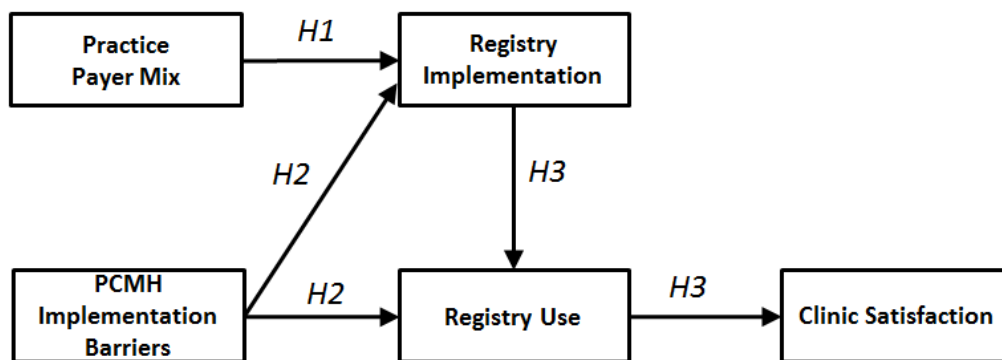 Practice
Payer Mix
H1
Registry
Implementation
H2
H3
PCMH
Implementation
Barriers
H2
Registry Use
H3
Clinic Satisfaction